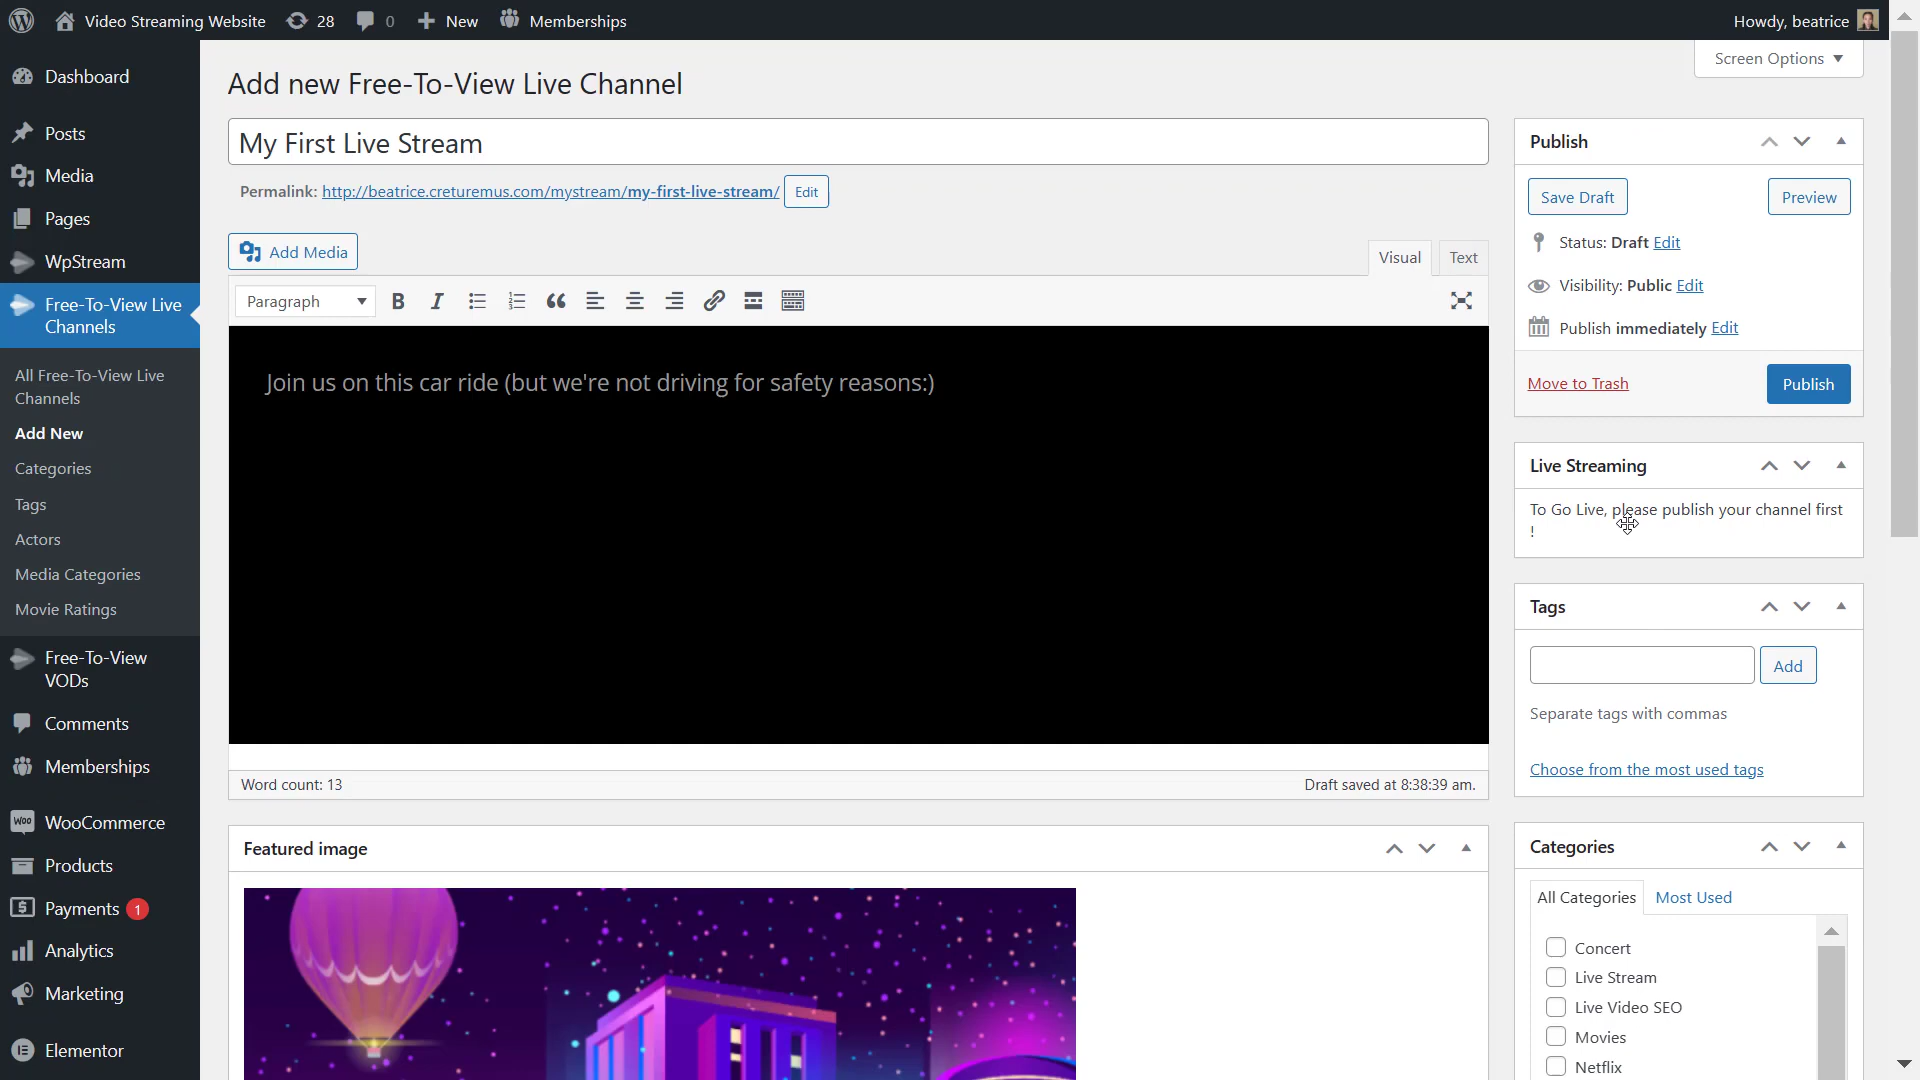 Video Streaming Website 28 0 New Memberships Howdy, beatrice
Screen Options
Dashboard
Posts
Media
Pages
WpStream
Free-To-View Live
Channels
All Free-To-View Live
Channels
Add New
Categories
Tags
Actors
Media Categories
Movie Ratings
Free-To-View
VODs
Comments
Memberships
Woo WooCommerce
Products
Payments 1
Analytics
Marketing
Elementor
Add new Free-To-View Live Channel
My First Live Stream
Permalink: http://beatrice.creturemus.com/mystream/my-first-live-stream/ Edit
Add Media
Visual Text
Paragraph
Join us on this car ride (but we're not driving for safety reasons:)
Word count: 13 Draft saved at 8:38:39 am.
Featured image
Publish
Save Draft Preview
Status: Draft Edit
Visibility: Public Edit
Publish immediately Edit
Move to Trash Publish
Live Streaming
To Go Live, please publish your channel first
!
Tags
Add
Separate tags with commas
Choose from the most used tags
Categories
All Categories Most Used
Concert
Live Stream
Live Video SEO
Movies
Netflix